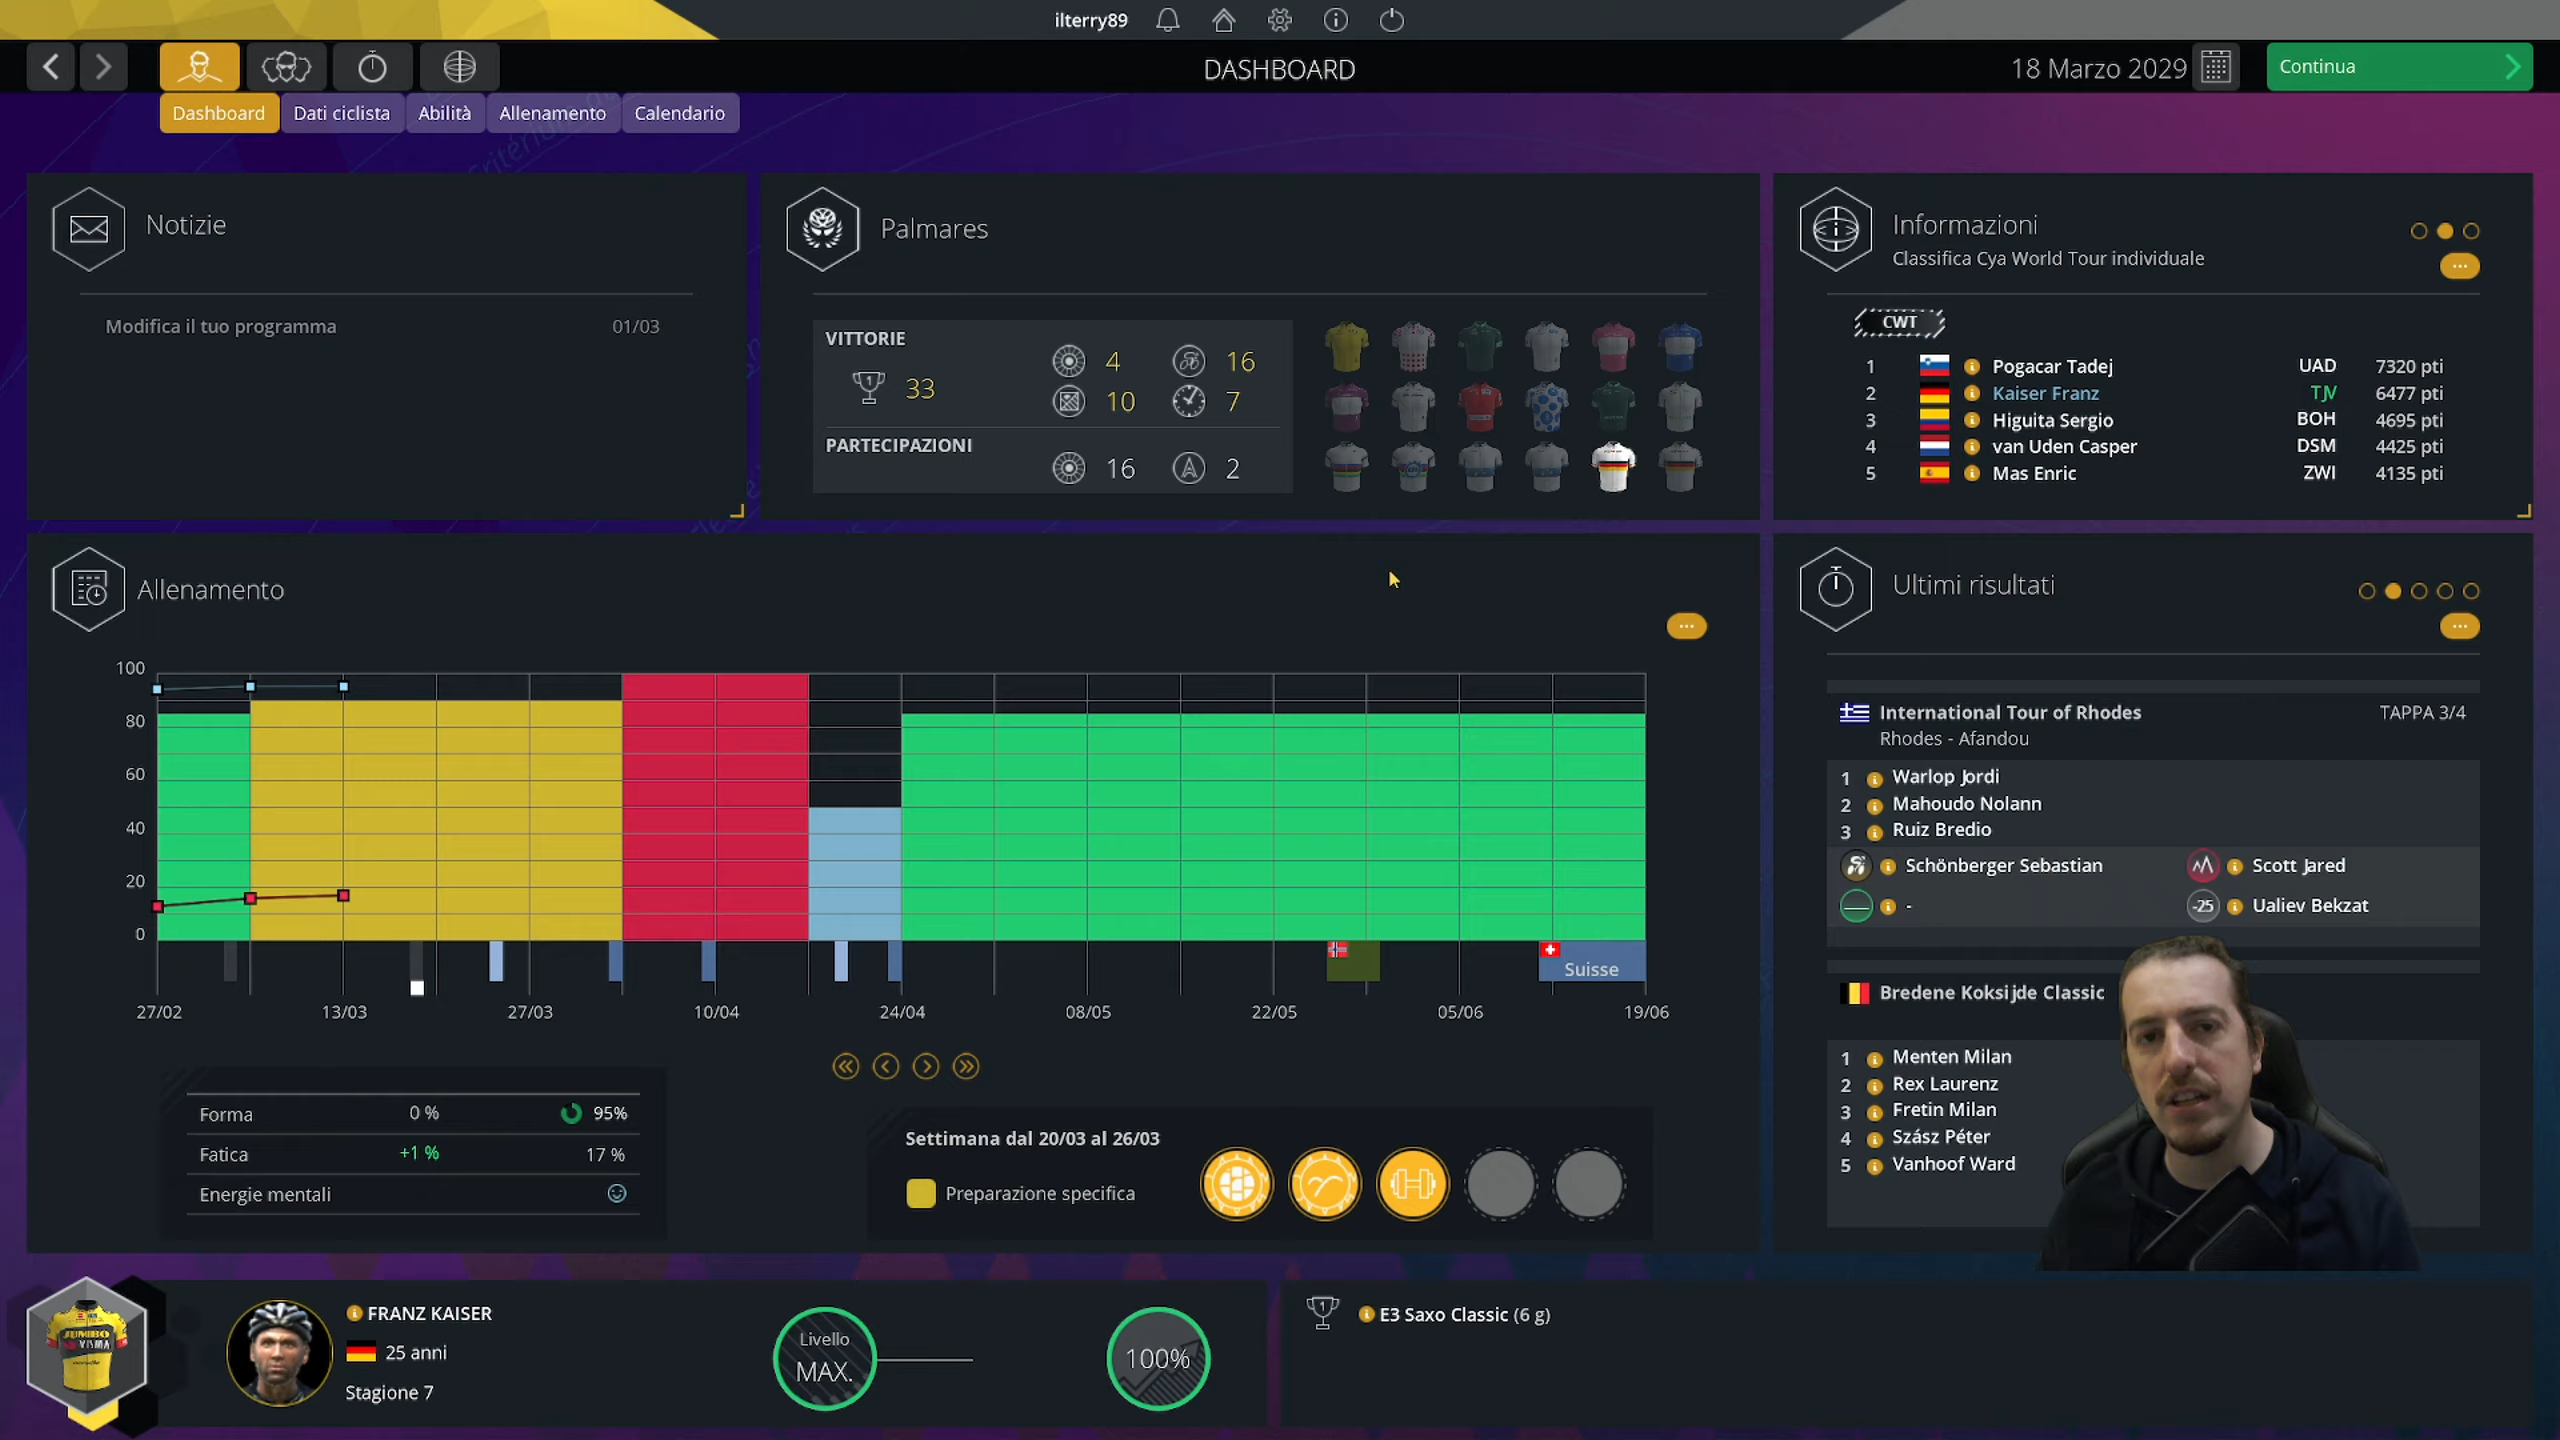 ilterry89
DASHBOARD
18 Marzo 2029
Continua
Dashboard
Dati ciclista
Abilità
Allenamento
Calendario
Notizie
Modifica il tuo programma 01/03
Palmares
VITTORIE
33
4 16
10 7
PARTECIPAZIONI
16 2
Informazioni
Classifica Cya World Tour individuale
CWT
1 Pogacar Tadej UAD 7320 pti
2 Kaiser Franz TJV 6477 pti
3 Higuita Sergio BOH 4695 pti
4 van Uden Casper DSM 4425 pti
5 Mas Enric ZWI 4135 pti
Allenamento
100
80
60
40
20
0
Suisse
27/02 13/03 27/03 10/04 24/04 08/05 22/05 05/06 19/06
Forma 0 % 95%
Fatica +1 % 17 %
Energie mentali
Settimana dal 20/03 al 26/03
Preparazione specifica
Ultimi risultati
International Tour of Rhodes TAPPA 3/4
Rhodes - Afandou
1 Warlop Jordi
2 Mahoudo Nolann
3 Ruiz Bredio
Schönberger Sebastian Scott Jared
- -25 Ualiev Bekzat
Bredene Koksijde Classic
1 Menten Milan
2 Rex Laurenz
3 Fretin Milan
4 Szász Péter
5 Vanhoof Ward
JUMBO
VISMA
FRANZ KAISER
25 anni
Stagione 7
Livello
MAX.
100%
E3 Saxo Classic (6 g)